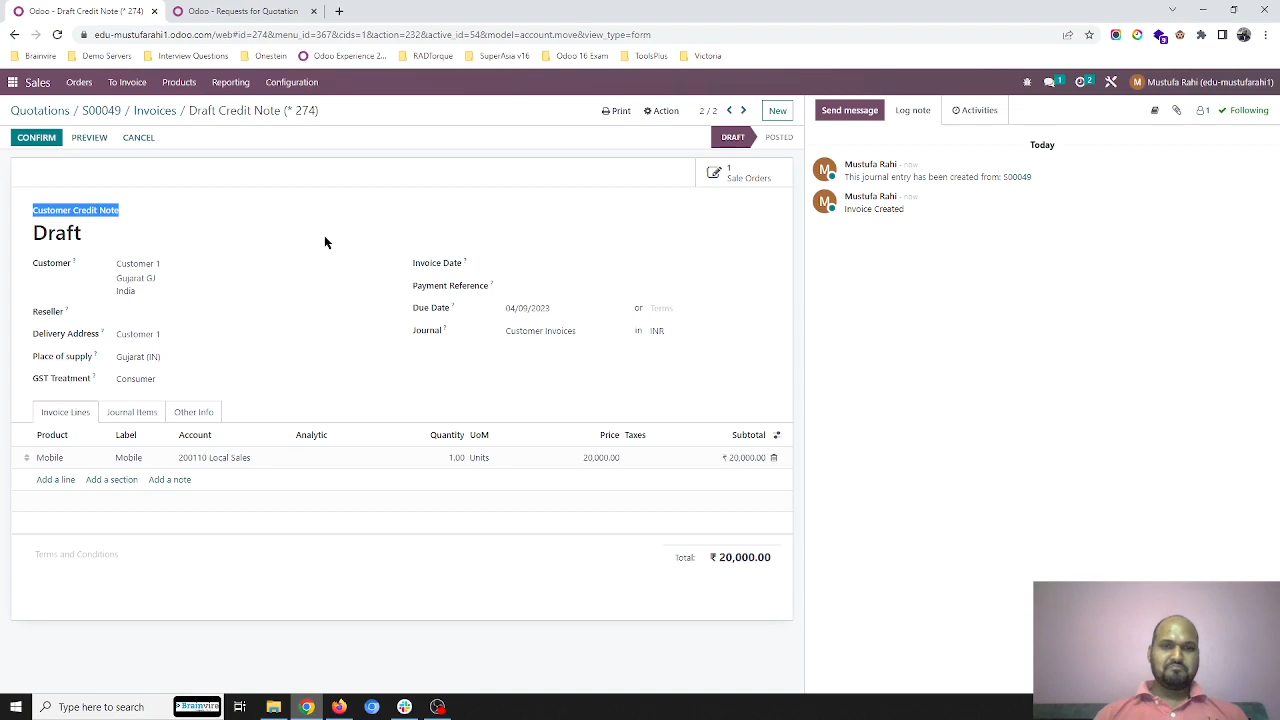 Odoo - Draft Credit Note (* 274)
Odoo - Requests for Quotation
edu-mustufarahi1.odoo.com/web#id=274&menu_id=367&cids=1&action=232&active_id=54&model=account.move&view_type=form
Brainvire Demo Servers Interview Questions Onestein Odoo Experience 2... RADTorque SuperAsia v16 Odoo 16 Exam ToolsPlus Victoria
Sales Orders To Invoice Products Reporting Configuration 1 2 Mustufa Rahi (edu-mustufarahi1)
Quotations / S00049 / Invoices / Draft Credit Note (* 274) Print Action 2 / 2 New
Send message Log note Activities 1 Following
CONFIRM PREVIEW CANCEL DRAFT POSTED
Today
1
Sale Orders
Mustufa Rahi - now
This journal entry has been created from: S00049
Mustufa Rahi - now
Invoice Created
Customer Credit Note
Draft
Customer ? Customer 1
Gujarat GJ
India
Reseller ?
Delivery Address ? Customer 1
Place of supply ? Gujarat (IN)
GST Treatment ? Consumer
Invoice Date ?
Payment Reference ?
Due Date ? 04/09/2023 or Terms
Journal ? Customer Invoices in INR
Invoice Lines Journal Items Other Info
Product Label Account Analytic Quantity UoM Price Taxes Subtotal
Mobile Mobile 200110 Local Sales 1.00 Units 20,000.00 ₹ 20,000.00
Add a line Add a section Add a note
Terms and Conditions
Total: ₹ 20,000.00
Type here to search
Brainvire